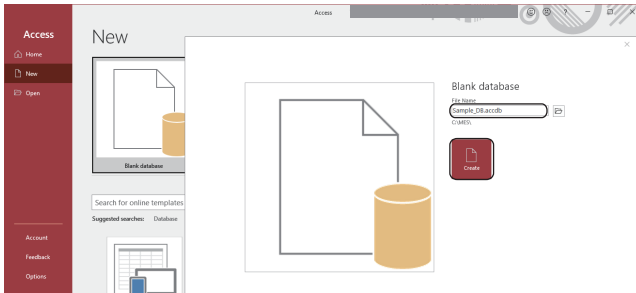 Access
Access
New
Home
New
Open
Blank database
Search for online templates
Suggested searches: Database
Account
Feedback
Options
Blank database
File Name
Sample_DB.accdb
C:\MES\
Create